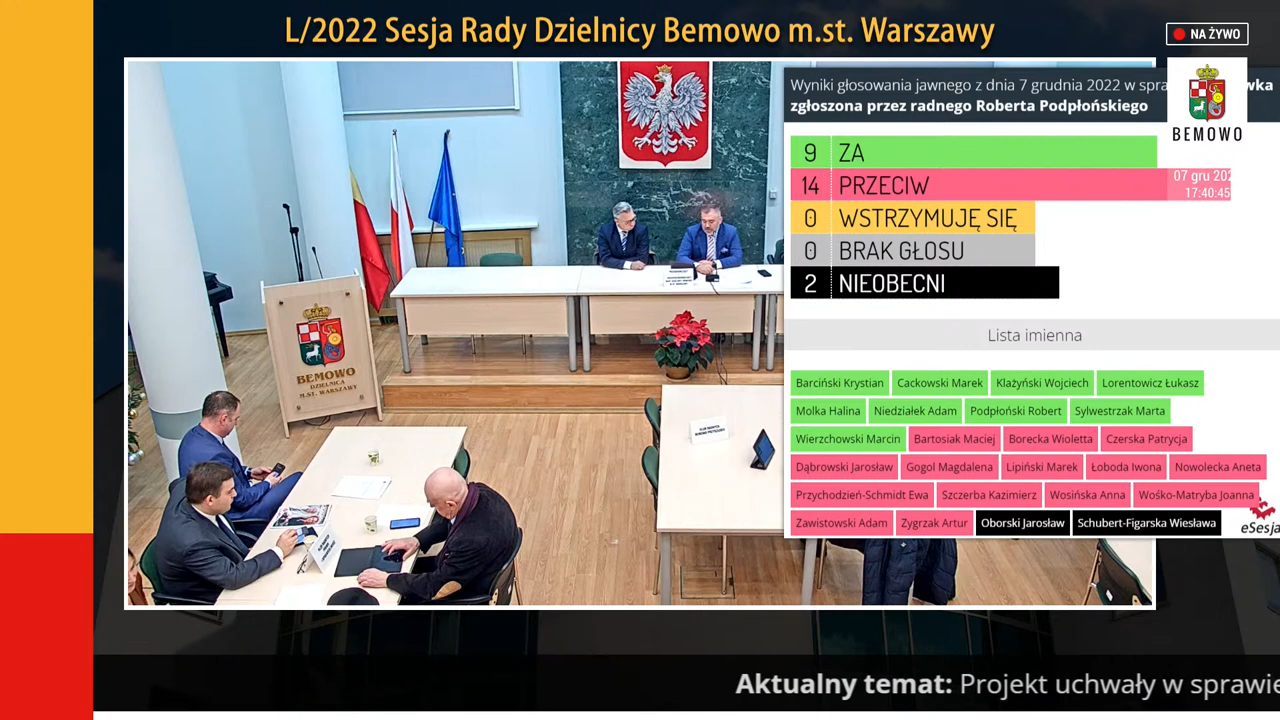 L/2022 Sesja Rady Dzielnicy Bemowo m.st. Warszawy
NA ŻYWO
Wyniki głosowania jawnego z dnia 7 grudnia 2022 w
zgłoszona przez radnego Roberta Podpłońskiego
BEMOWO
9 ZA
14 PRZECIW
07 gru
17:40:45
0 WSTRZYMUJĘ SIĘ
0 BRAK GŁOSU
2 NIEOBECNI
Lista imienna
Barciński Krystian Cackowski Marek Klażyński Wojciech Lorentowicz Łukasz
Molka Halina Niedziałek Adam Podpłoński Robert Sylwestrzak Marta
Wierzchowski Marcin Bartosiak Maciej Borecka Wioletta Czerska Patrycja
Dąbrowski Jarosław Gogol Magdalena Lipiński Marek Łoboda Iwona Nowolecka Aneta
Przychodzień-Schmidt Ewa Szczerba Kazimierz Wosińska Anna Wośko-Matryba Joanna
Zawistowski Adam Zygrzak Artur Oborski Jarosław Schubert-Figarska Wiesława
eSesja
BEMOWO
DZIELNICA
M.ST. WARSZAWY
Aktualny temat: Projekt uchwały w sprawie